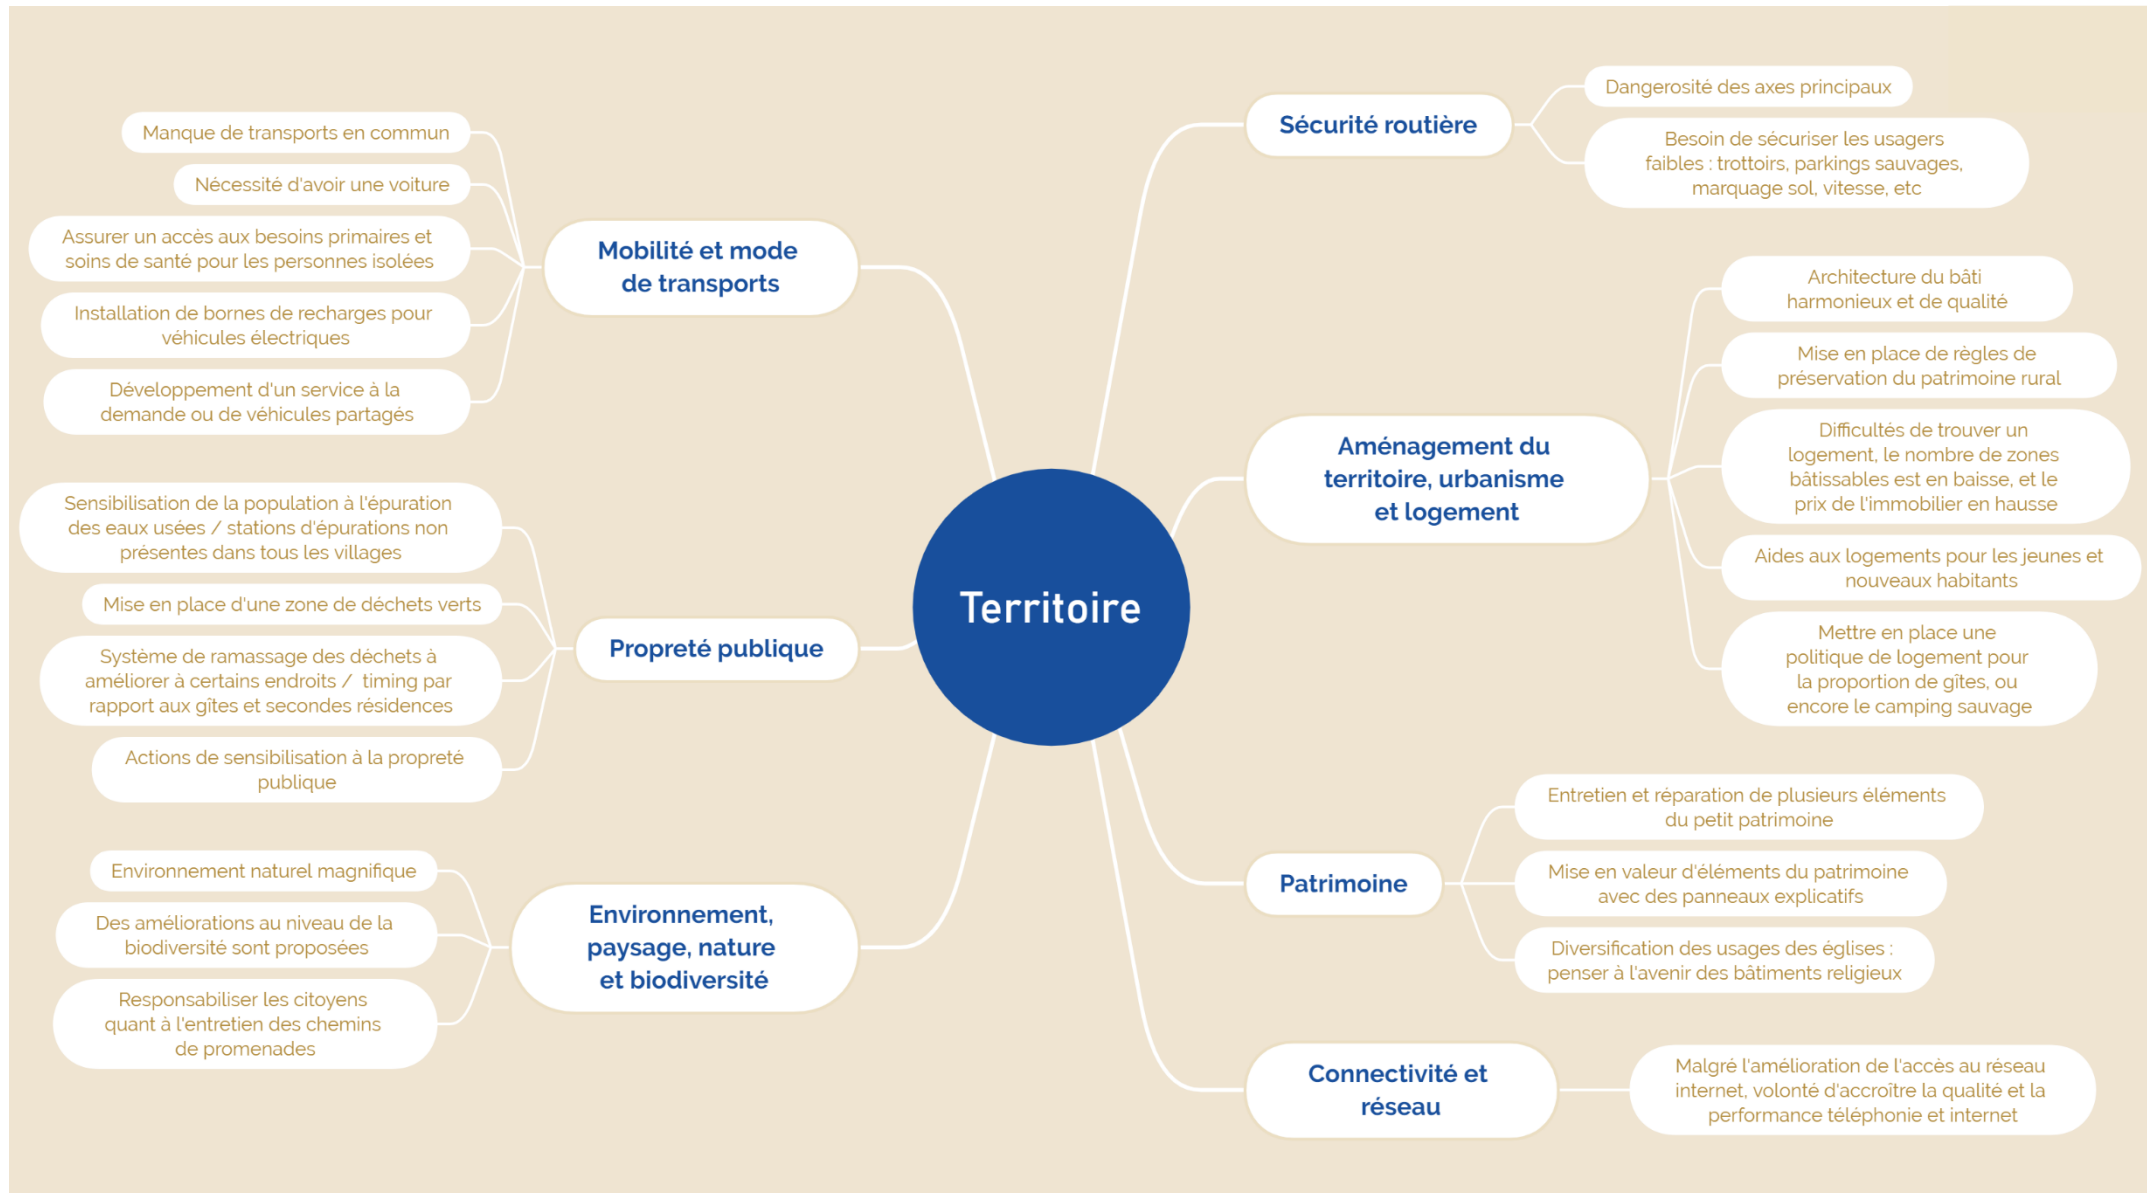 Territoire
Mobilité et mode
de transports
Manque de transports en commun
Nécessité d'avoir une voiture
Assurer un accès aux besoins primaires et
soins de santé pour les personnes isolées
Installation de bornes de recharges pour
véhicules électriques
Développement d'un service à la
demande ou de véhicules partagés
Propreté publique
Sensibilisation de la population à l'épuration
des eaux usées / stations d'épurations non
présentes dans tous les villages
Mise en place d'une zone de déchets verts
Système de ramassage des déchets à
améliorer à certains endroits / timing par
rapport aux gîtes et secondes résidences
Actions de sensibilisation à la propreté
publique
Environnement,
paysage, nature
et biodiversité
Environnement naturel magnifique
Des améliorations au niveau de la
biodiversité sont proposées
Responsabiliser les citoyens
quant à l'entretien des chemins
de promenades
Sécurité routière
Dangerosité des axes principaux
Besoin de sécuriser les usagers
faibles : trottoirs, parkings sauvages,
marquage sol, vitesse, etc
Aménagement du
territoire, urbanisme
et logement
Architecture du bâti
harmonieux et de qualité
Mise en place de règles de
préservation du patrimoine rural
Difficultés de trouver un
logement, le nombre de zones
bâtissables est en baisse, et le
prix de l'immobilier en hausse
Aides aux logements pour les jeunes et
nouveaux habitants
Mettre en place une
politique de logement pour
la proportion de gîtes, ou
encore le camping sauvage
Patrimoine
Entretien et réparation de plusieurs éléments
du petit patrimoine
Mise en valeur d'éléments du patrimoine
avec des panneaux explicatifs
Diversification des usages des églises :
penser à l'avenir des bâtiments religieux
Connectivité et
réseau
Malgré l'amélioration de l'accès au réseau
internet, volonté d'accroître la qualité et la
performance téléphonie et internet